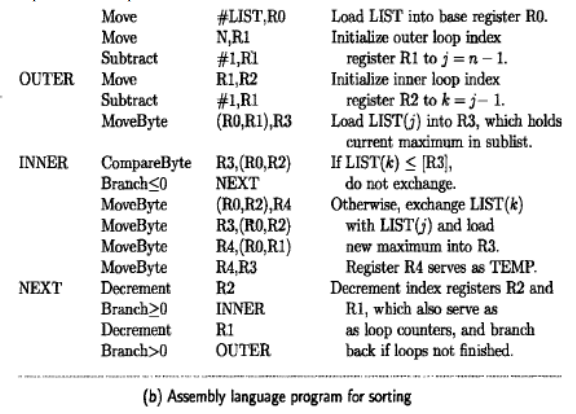 Move #LIST,R0 Load LIST into base register R0.
Move N,R1 Initialize outer loop index
Subtract #1,R1 register R1 to j = n − 1.
OUTER Move R1,R2 Initialize inner loop index
Subtract #1,R1 register R2 to k = j− 1.
MoveByte (R0,R1),R3 Load LIST(j) into R3, which holds
current maximum in sublist.
INNER CompareByte R3,(R0,R2) If LIST(k) ≤ [R3],
Branch≤0 NEXT do not exchange.
MoveByte (R0,R2),R4 Otherwise, exchange LIST(k)
MoveByte R3,(R0,R2) with LIST(j) and load
MoveByte R4,(R0,R1) new maximum into R3.
MoveByte R4,R3 Register R4 serves as TEMP.
NEXT Decrement R2 Decrement index registers R2 and
Branch≥0 INNER R1, which also serve as
Decrement R1 as loop counters, and branch
Branch>0 OUTER back if loops not finished.
(b) Assembly language program for sorting